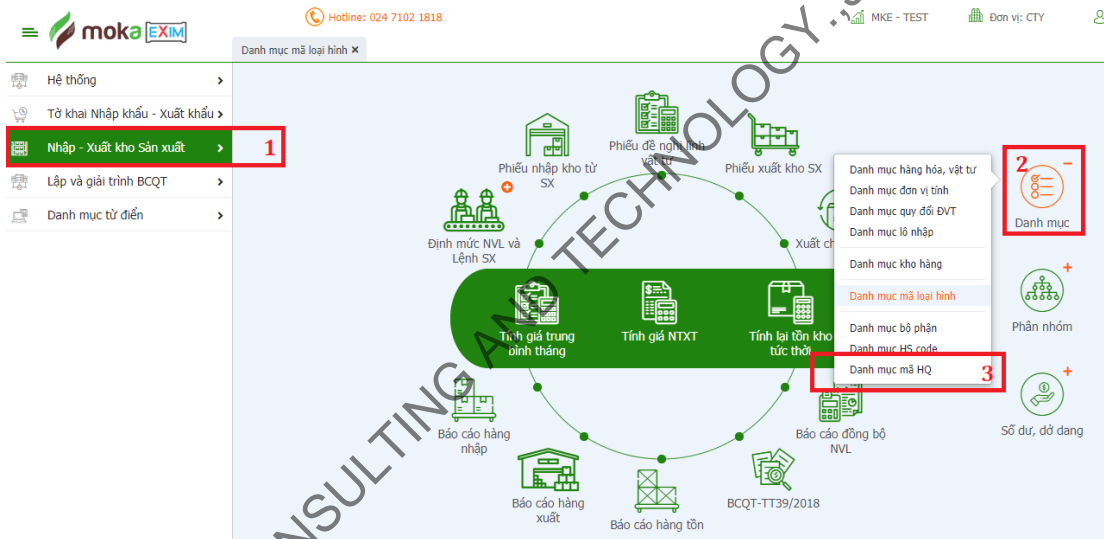 moka EXIM
Hotline: 024 7102 1818
MKE - TEST
Đơn vị: CTY
Danh mục mã loại hình ×
Hệ thống
Tờ khai Nhập khẩu - Xuất khẩu
Nhập - Xuất kho Sản xuất
1
Lập và giải trình BCQT
Danh mục từ điển
Phiếu nhập kho từ
SX
Phiếu đề nghị lĩnh
vật tư
Phiếu xuất kho SX
Định mức NVL và
Lệnh SX
Xuất
Tính giá trung
bình tháng
Tính giá NTXT
Tính lại tồn kho
tức thời
Báo cáo hàng
nhập
Báo cáo hàng
xuất
Báo cáo hàng tồn
BCQT-TT39/2018
Báo cáo đồng bộ
NVL
Danh mục hàng hóa, vật tư
Danh mục đơn vị tính
Danh mục quy đổi ĐVT
Danh mục lô nhập
Danh mục kho hàng
Danh mục mã loại hình
Danh mục bộ phận
Danh mục HS code
Danh mục mã HQ
3
2
Danh mục
Phân nhóm
Số dư, dở dang
CONSULTING AND TECHNOLOGY .,